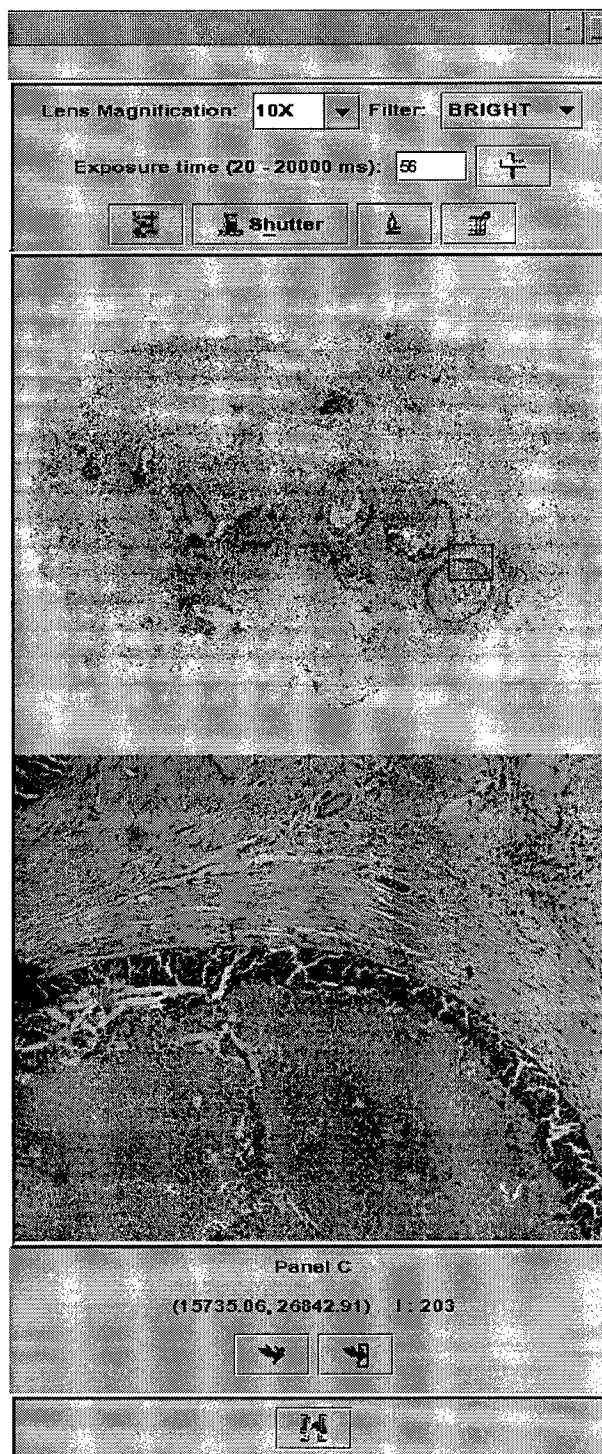 Lens Magnification: 10X Filter: BRIGHT
Exposure time (20 - 20000 ms): 56
Shutter
Panel C
(15735.06, 26842.91) I : 203